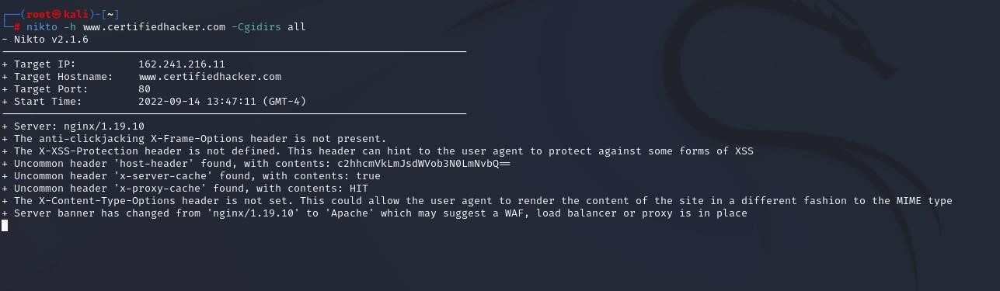 ┌──(root㉿kali)-[~]
└─# nikto -h www.certifiedhacker.com -Cgidirs all
- Nikto v2.1.6
---------------------------------------------------------------------------
+ Target IP:          162.241.216.11
+ Target Hostname:    www.certifiedhacker.com
+ Target Port:        80
+ Start Time:         2022-09-14 13:47:11 (GMT-4)
---------------------------------------------------------------------------
+ Server: nginx/1.19.10
+ The anti-clickjacking X-Frame-Options header is not present.
+ The X-XSS-Protection header is not defined. This header can hint to the user agent to protect against some forms of XSS
+ Uncommon header 'host-header' found, with contents: c2hhcmVkLmJsdWVob3N0LmNvbQ==
+ Uncommon header 'x-server-cache' found, with contents: true
+ Uncommon header 'x-proxy-cache' found, with contents: HIT
+ The X-Content-Type-Options header is not set. This could allow the user agent to render the content of the site in a different fashion to the MIME type
+ Server banner has changed from 'nginx/1.19.10' to 'Apache' which may suggest a WAF, load balancer or proxy is in place